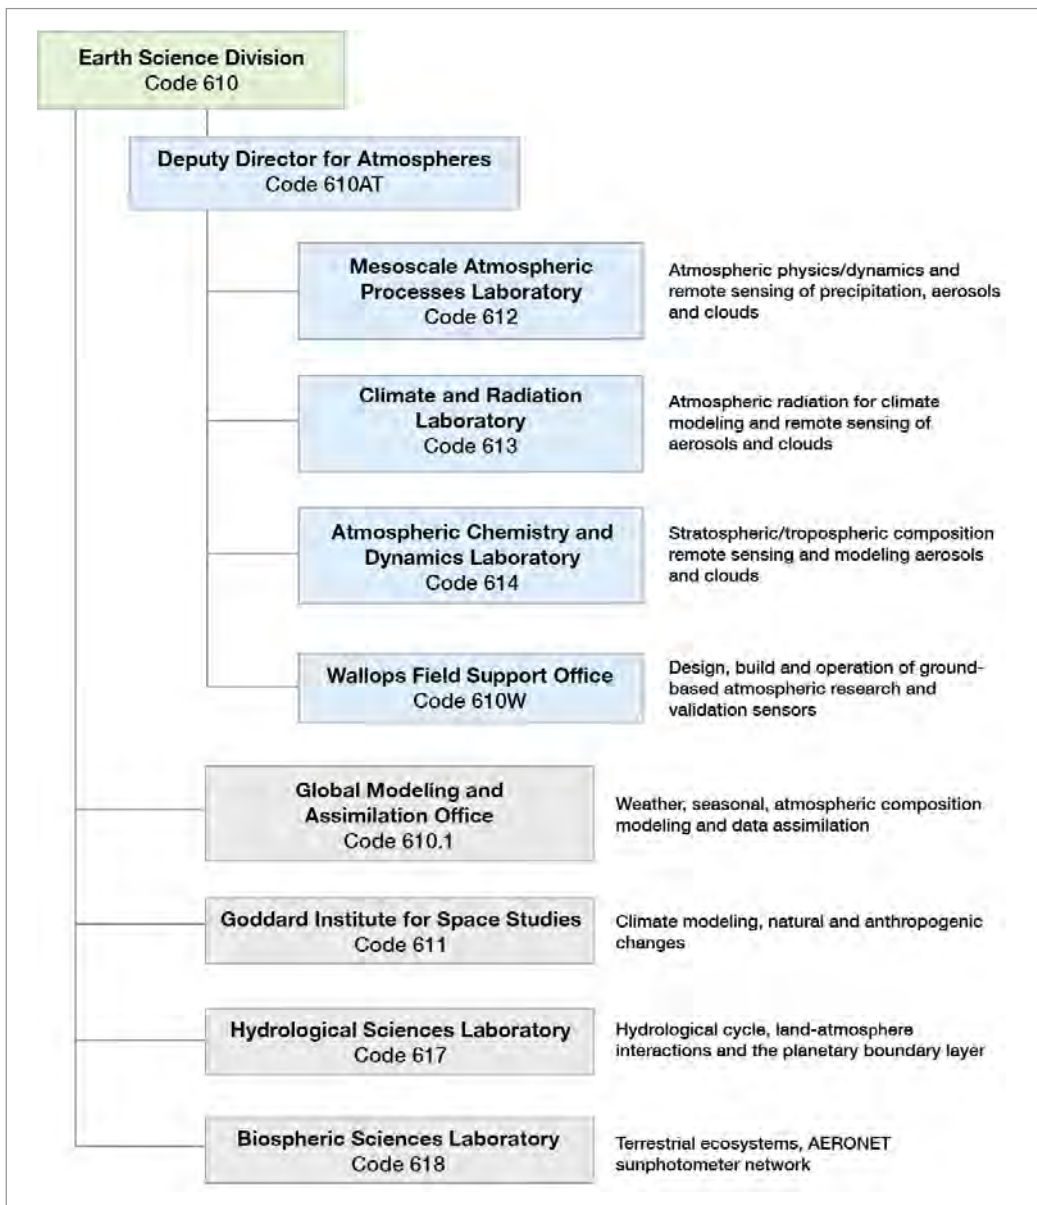 Earth Science Division
Code 610
Deputy Director for Atmospheres
Code 610AT
Mesoscale Atmospheric
Processes Laboratory
Code 612
Atmospheric physics/dynamics and
remote sensing of precipitation, aerosols
and clouds
Climate and Radiation
Laboratory
Code 613
Atmospheric radiation for climate
modeling and remote sensing of
aerosols and clouds
Atmospheric Chemistry and
Dynamics Laboratory
Code 614
Stratospheric/tropospheric composition
remote sensing and modeling aerosols
and clouds
Wallops Field Support Office
Code 610W
Design, build and operation of ground-
based atmospheric research and
validation sensors
Global Modeling and
Assimilation Office
Code 610.1
Weather, seasonal, atmospheric composition
modeling and data assimilation
Goddard Institute for Space Studies
Code 611
Climate modeling, natural and anthropogenic
changes
Hydrological Sciences Laboratory
Code 617
Hydrological cycle, land-atmosphere
interactions and the planetary boundary layer
Biospheric Sciences Laboratory
Code 618
Terrestrial ecosystems, AERONET
sunphotometer network